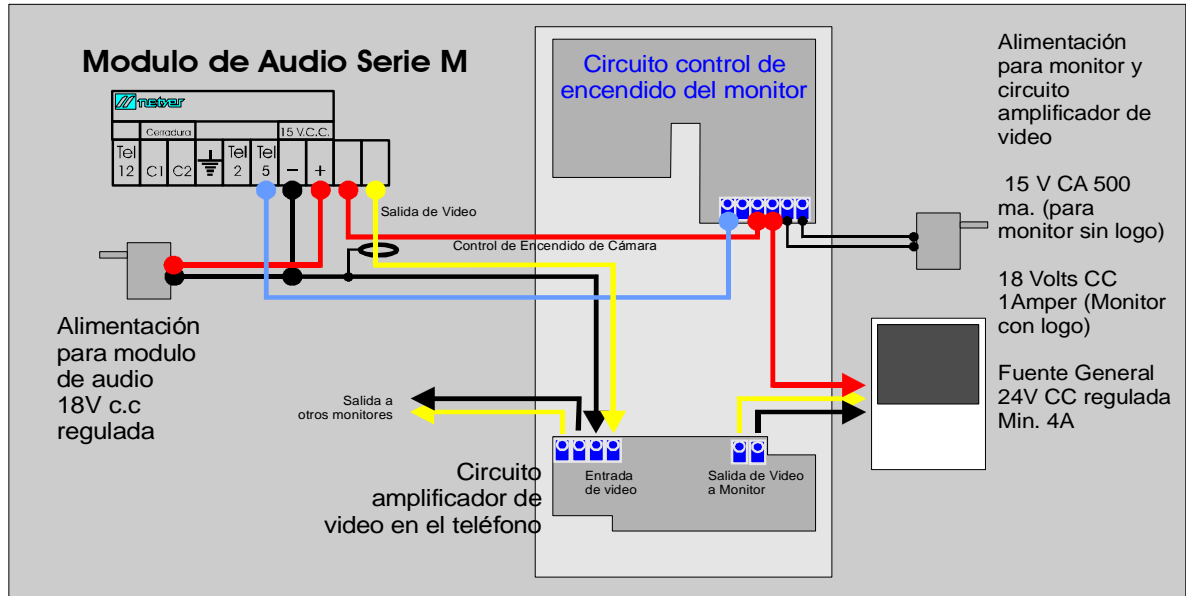 Modulo de Audio Serie M
neter
Cerradura
15 V.C.C.
Tel 12
C1
C2
Tel 2
Tel 5
−
+
Salida de Video
Control de Encendido de Cámara
Alimentación
para modulo
de audio
18V c.c
regulada
Salida a
otros monitores
Circuito
amplificador de
video en el teléfono
Circuito control de
encendido del monitor
Entrada
de video
Salida de Video
a Monitor
Alimentación
para monitor y
circuito
amplificador de
video
15 V CA 500
ma. (para
monitor sin logo)
18 Volts CC
1Amper (Monitor
con logo)
Fuente General
24V CC regulada
Min. 4A